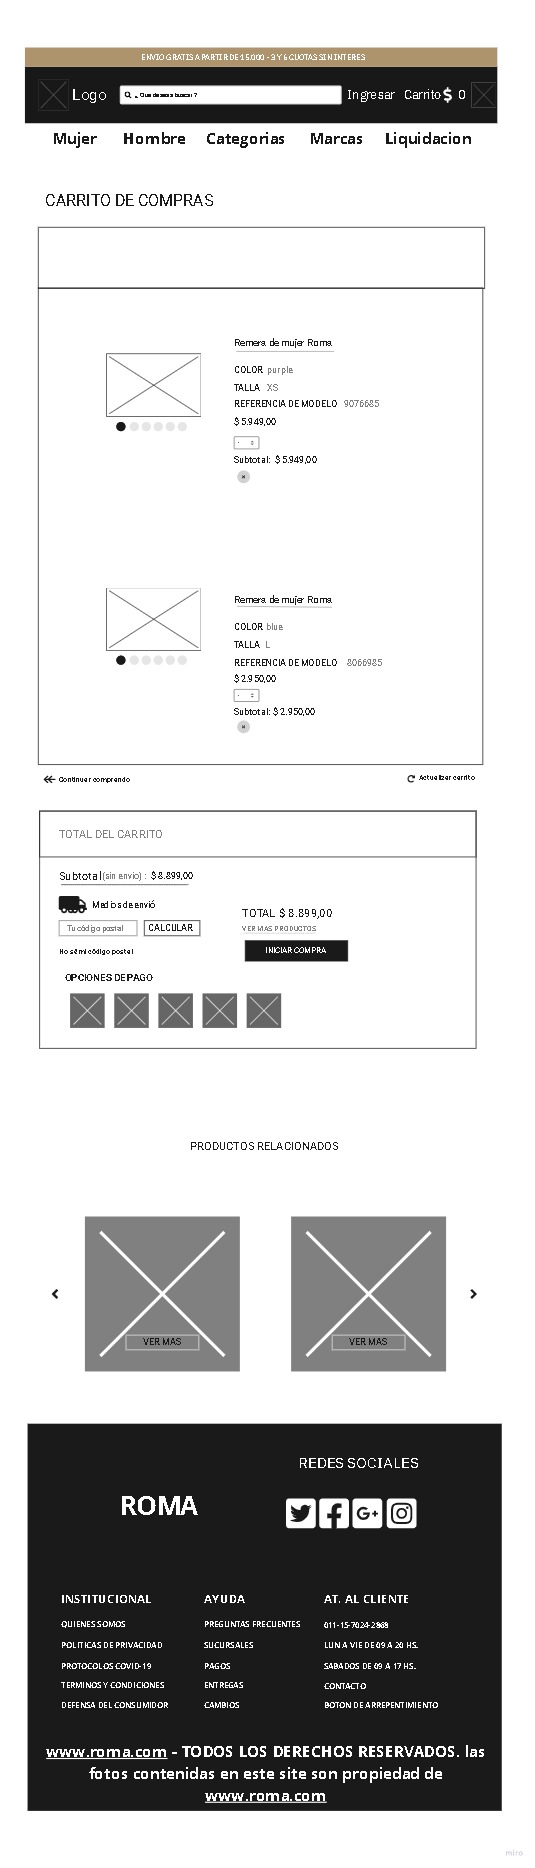 ENVIO GRATIS A PARTIR DE 15.000 - 3 Y 6 CUOTAS SIN INTERES
Logo
¿ Que deseas buscar ?
Ingresar Carrito $ 0
Mujer Hombre Categorias Marcas Liquidacion
CARRITO DE COMPRAS
Remera de mujer Roma
COLOR purple
TALLA XS
REFERENCIA DE MODELO 9076685
$ 5.949,00
Subtotal: $ 5.949,00
Remera de mujer Roma
COLOR blue
TALLA L
REFERENCIA DE MODELO 8066985
$ 2.950,00
Subtotal: $ 2.950,00
Continuar comprando
Actualizar carrito
TOTAL DEL CARRITO
Subtotal (sin envio) : $ 8.899,00
Medios de envió
Tu código postal CALCULAR
No sé mi código postal
TOTAL $ 8.899,00
VER MAS PRODUCTOS
INICIAR COMPRA
OPCIONES DE PAGO
PRODUCTOS RELACIONADOS
VER MAS
VER MAS
REDES SOCIALES
ROMA
INSTITUCIONAL
QUIENES SOMOS
POLITICAS DE PRIVACIDAD
PROTOCOLOS COVID-19
TERMINOS Y CONDICIONES
DEFENSA DEL CONSUMIDOR
AYUDA
PREGUNTAS FRECUENTES
SUCURSALES
PAGOS
ENTREGAS
CAMBIOS
AT. AL CLIENTE
011-15-7024-2868
LUN A VIE DE 09 A 20 HS.
SABADOS DE 09 A 17 HS.
CONTACTO
BOTON DE ARREPENTIMIENTO
www.roma.com - TODOS LOS DERECHOS RESERVADOS. las
fotos contenidas en este site son propiedad de
www.roma.com
miro